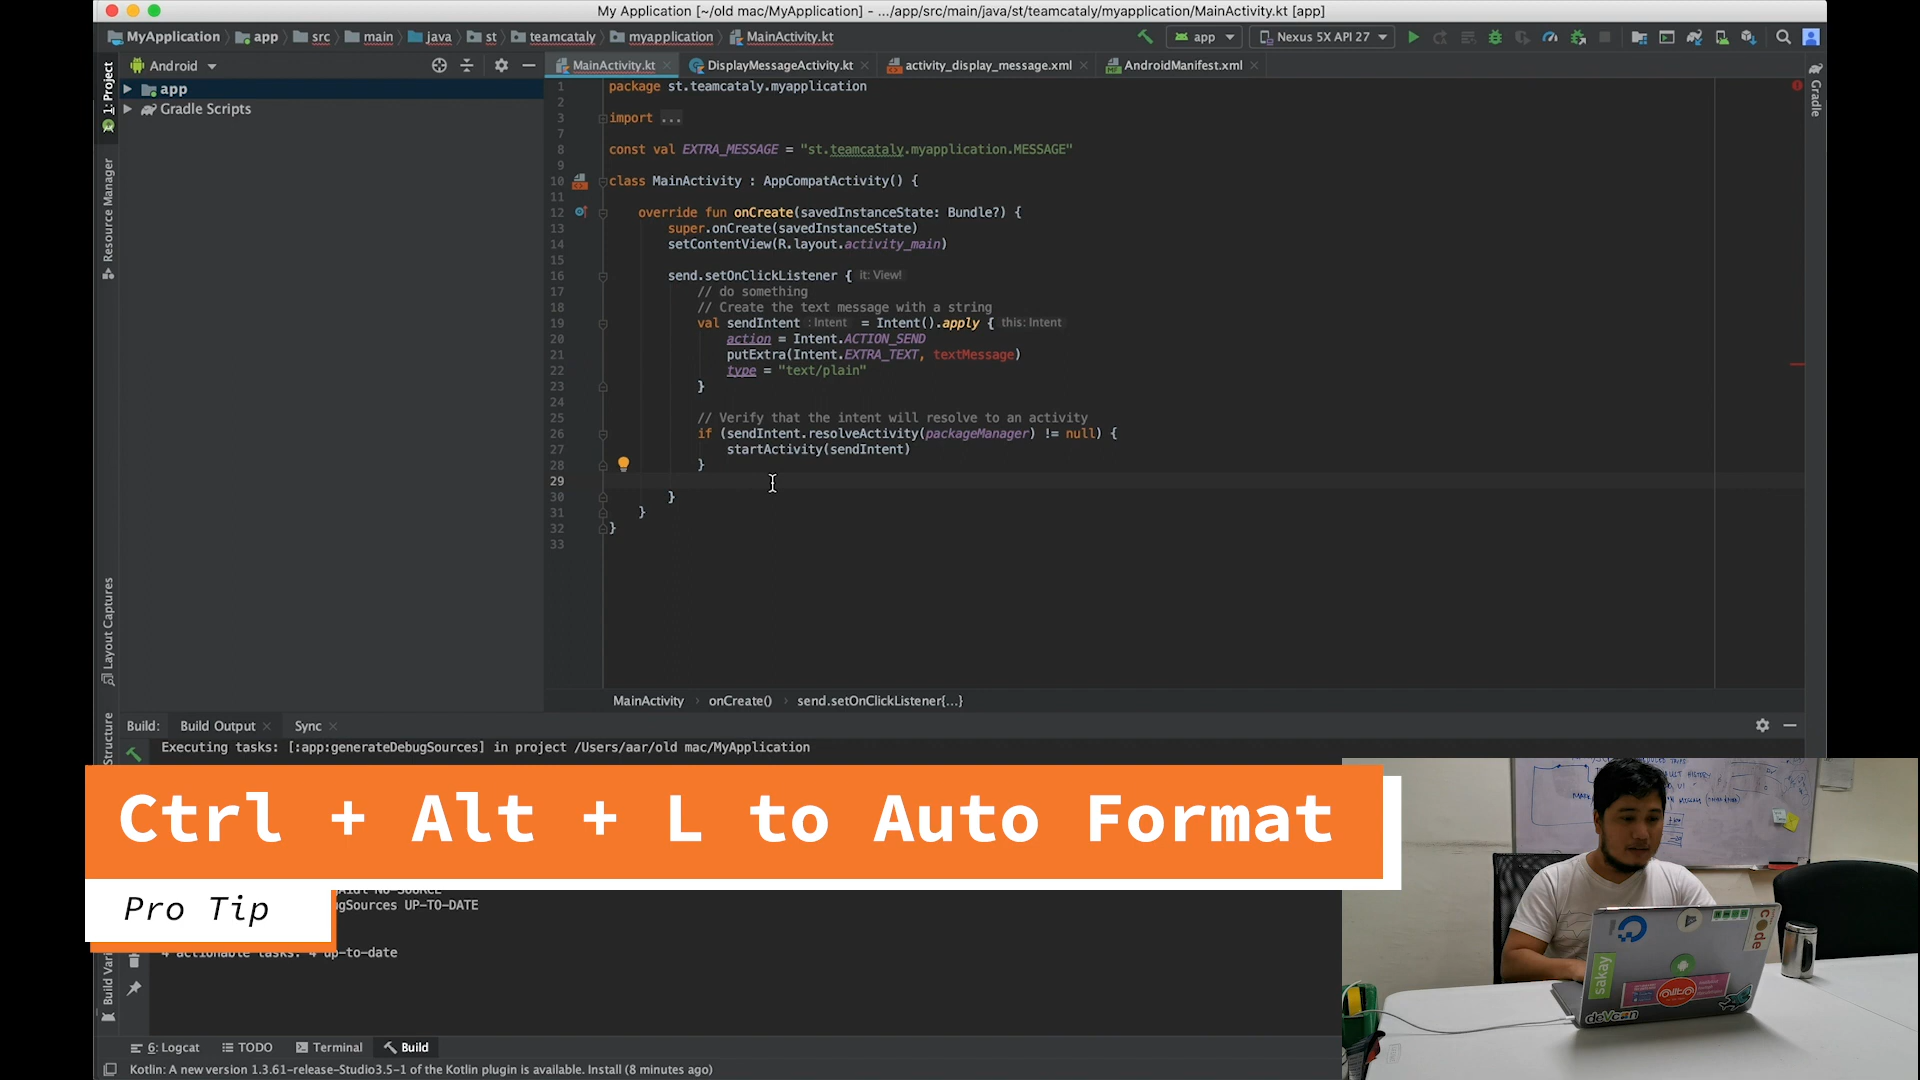 My Application [~/old mac/MyApplication] - .../app/src/main/java/st/teamcataly/myapplication/MainActivity.kt [app]
MyApplication app src main java st teamcataly myapplication MainActivity.kt app Nexus 5X API 27
1: Project
Android
MainActivity.kt DisplayMessageActivity.kt activity_display_message.xml AndroidManifest.xml
Gradle
app
Gradle Scripts
Resource Manager
Layout Captures
Structure
1 package st.teamcataly.myapplication
2
3 import ...
7
8 const val EXTRA_MESSAGE = "st.teamcataly.myapplication.MESSAGE"
9
10 class MainActivity : AppCompatActivity() {
11
12 override fun onCreate(savedInstanceState: Bundle?) {
13 super.onCreate(savedInstanceState)
14 setContentView(R.layout.activity_main)
15
16 send.setOnClickListener { it: View!
17 // do something
18 // Create the text message with a string
19 val sendIntent : Intent = Intent().apply { this: Intent
20 action = Intent.ACTION_SEND
21 putExtra(Intent.EXTRA_TEXT, textMessage)
22 type = "text/plain"
23 }
24
25 // Verify that the intent will resolve to an activity
26 if (sendIntent.resolveActivity(packageManager) != null) {
27 startActivity(sendIntent)
28 }
29
30 }
31 }
32 }
33
MainActivity onCreate() send.setOnClickListener{...}
Build: Build Output Sync
Executing tasks: [:app:generateDebugSources] in project /Users/aar/old mac/MyApplication
Ctrl + Alt + L to Auto Format
Pro Tip
NO-SOURCE
gSources UP-TO-DATE
4 actionable tasks: 4 up-to-date
Build Vari
6: Logcat TODO Terminal Build
Kotlin: A new version 1.3.61-release-Studio3.5-1 of the Kotlin plugin is available. Install (8 minutes ago)
sakay
devcon
code